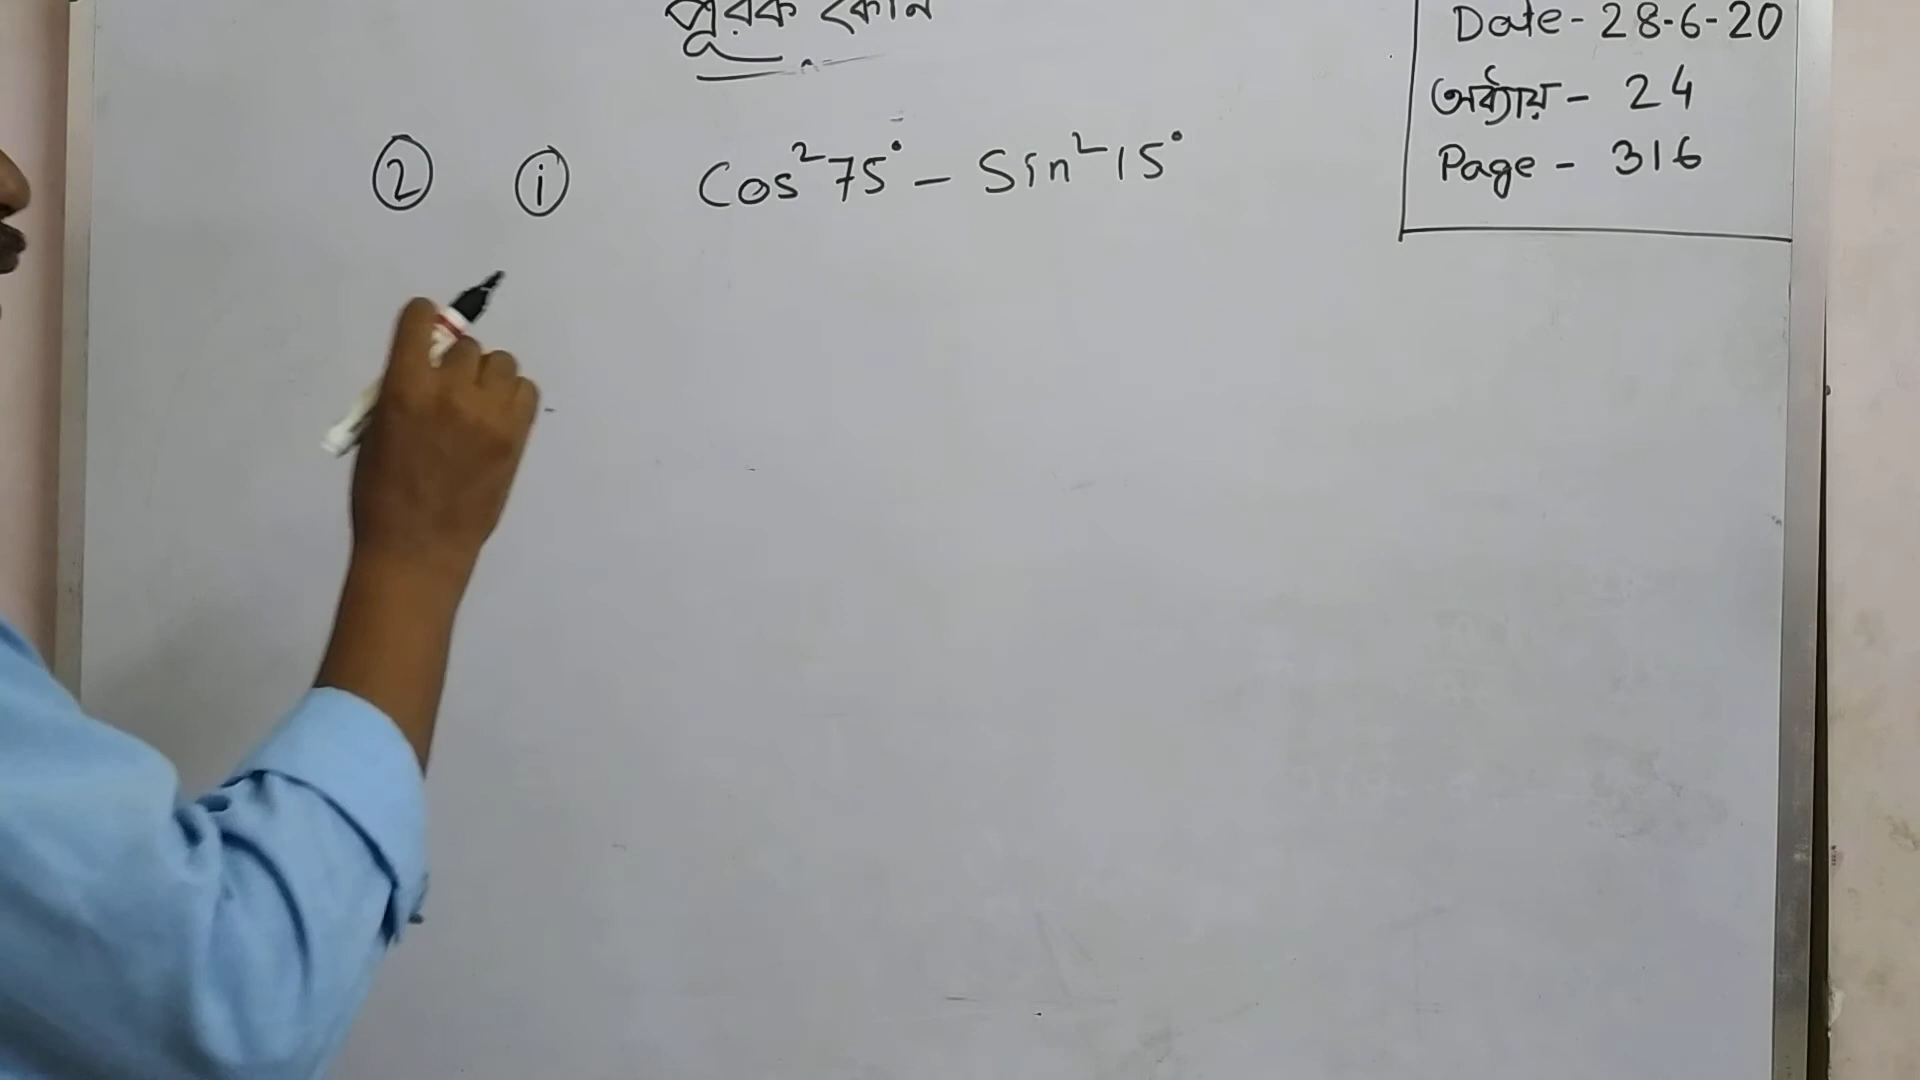 পূরক কোন
Date - 28-6-20
অধ্যায় - 24
Page - 316
② ⓘ Cos²75° - Sin²15°